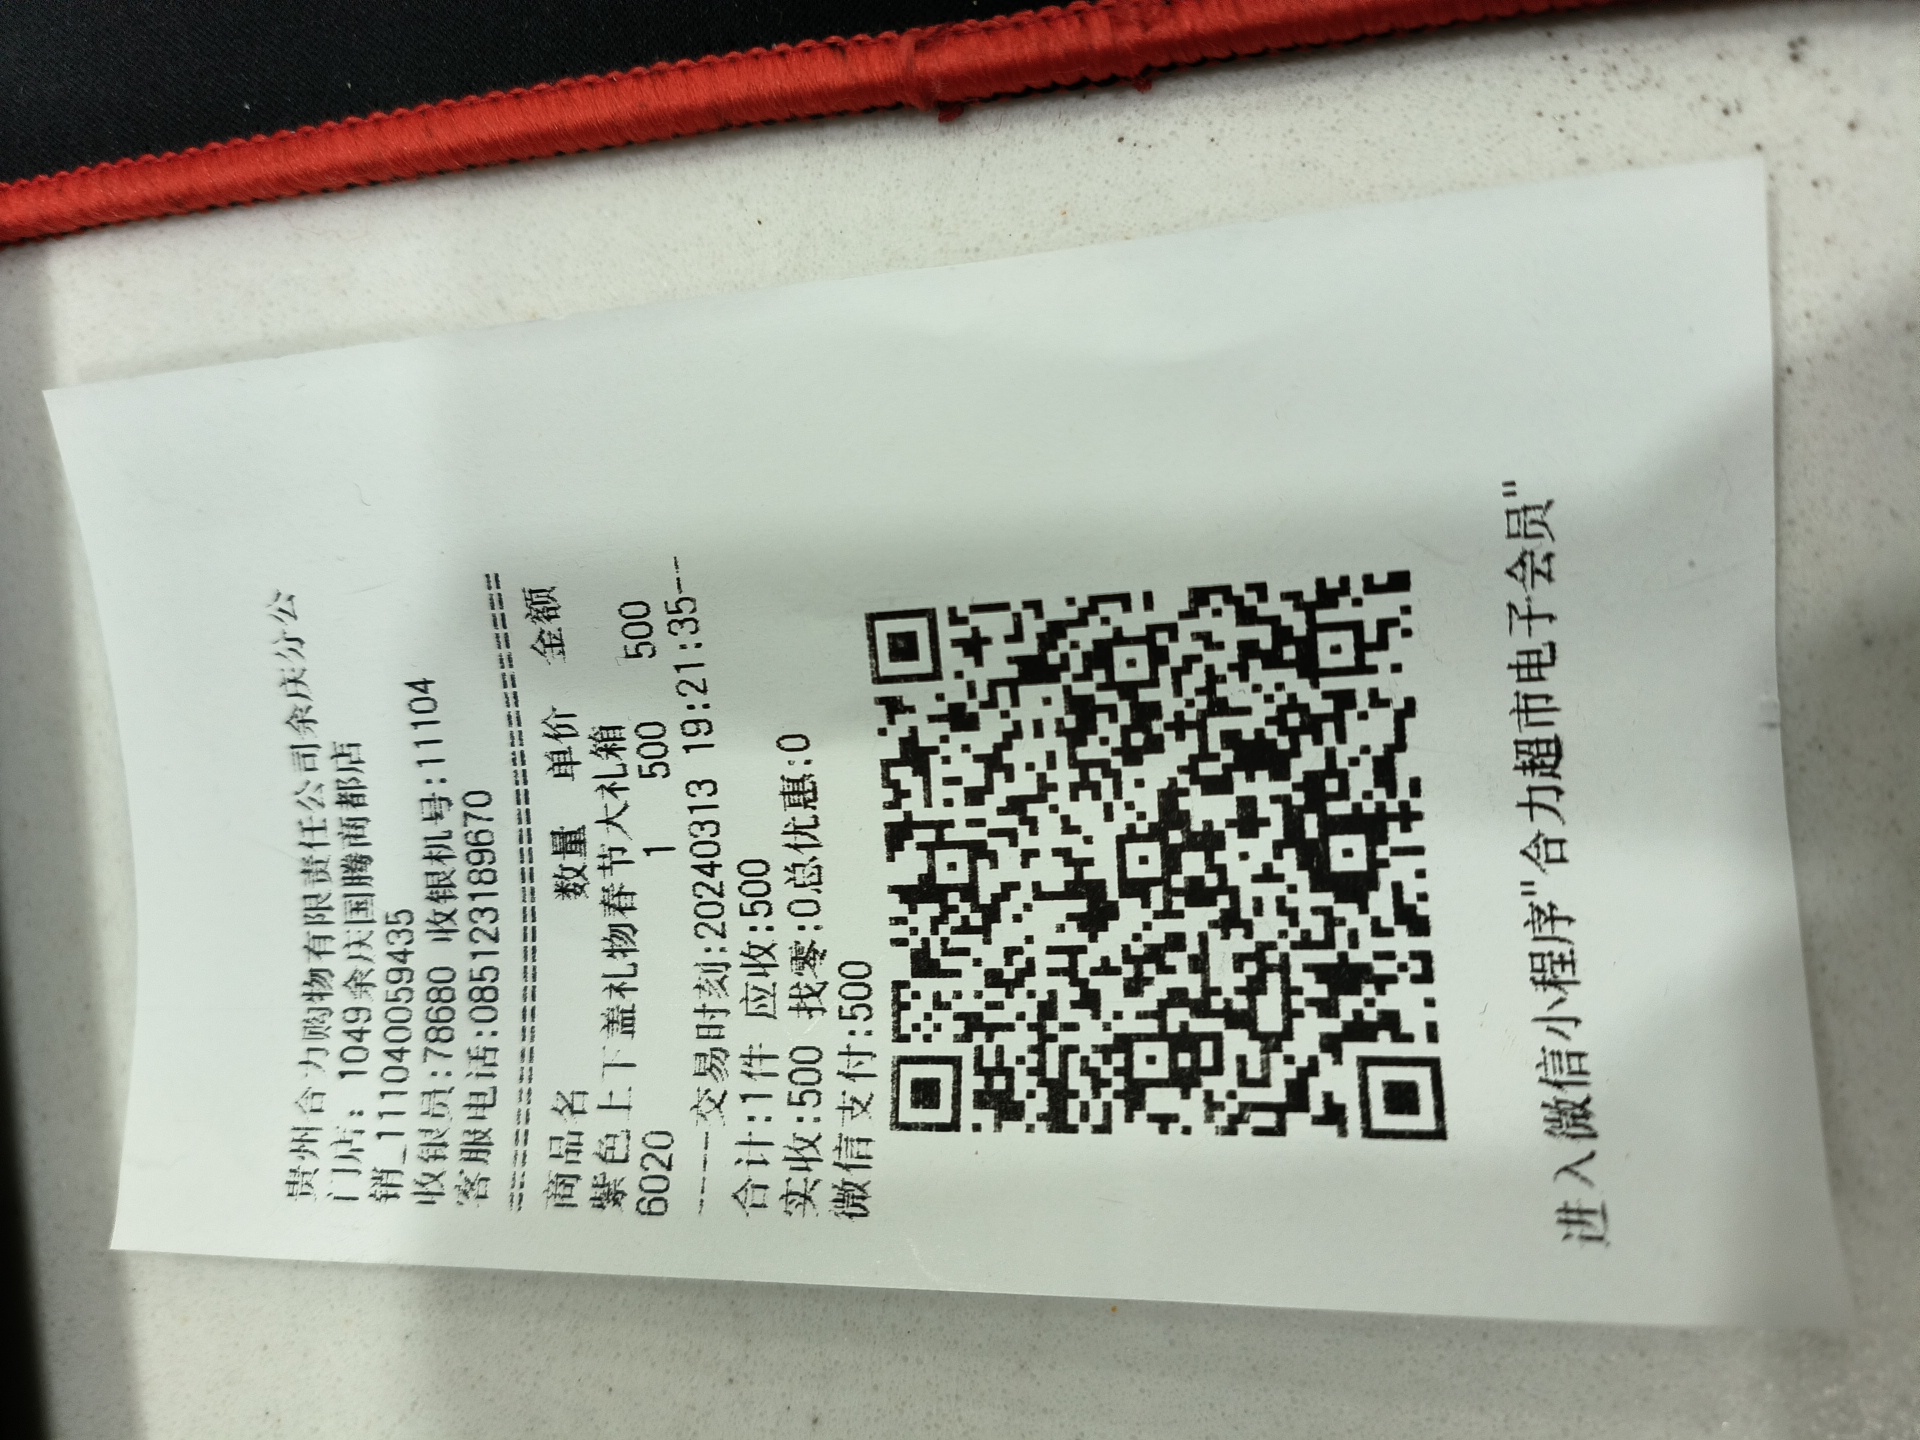 贵州合力购物有限责任公司余庆分公
门店: 1049余庆国腾商都店
销_111040059435
收银员:78680 收银机号:11104
客服电话:085123189670
================================
商品名 数量 单价 金额
紫色上下盖礼物春节大礼箱
6020 1 500 500
----交易时刻:20240313 19:21:35--
合计:1件 应收:500
实收:500 找零:0总优惠:0
微信支付:500
进入微信小程序"合力超市电子会员"